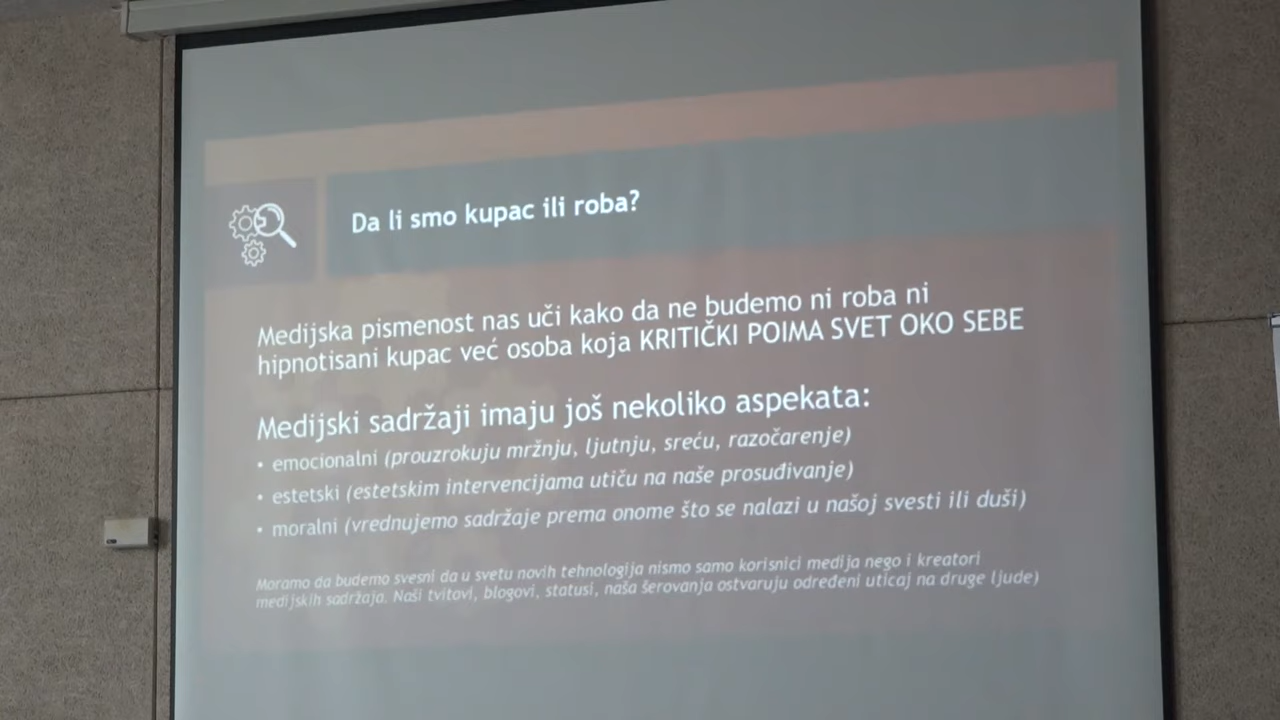 Da li smo kupac ili roba?
Medijska pismenost nas uči kako da ne budemo ni roba ni
hipnotisani kupac već osoba koja KRITIČKI POIMA SVET OKO SEBE
Medijski sadržaji imaju još nekoliko aspekata:
• emocionalni (prouzrokuju mržnju, ljutnju, sreću, razočarenje)
• estetski (estetskim intervencijama utiču na naše prosuđivanje)
• moralni (vrednujemo sadržaje prema onome što se nalazi u našoj svesti ili duši)
Moramo da budemo svesni da u svetu novih tehnologija nismo samo korisnici medija nego i kreatori
medijskih sadržaja. Naši tvitovi, blogovi, statusi, naša šerovanja ostvaruju određeni uticaj na druge ljude)